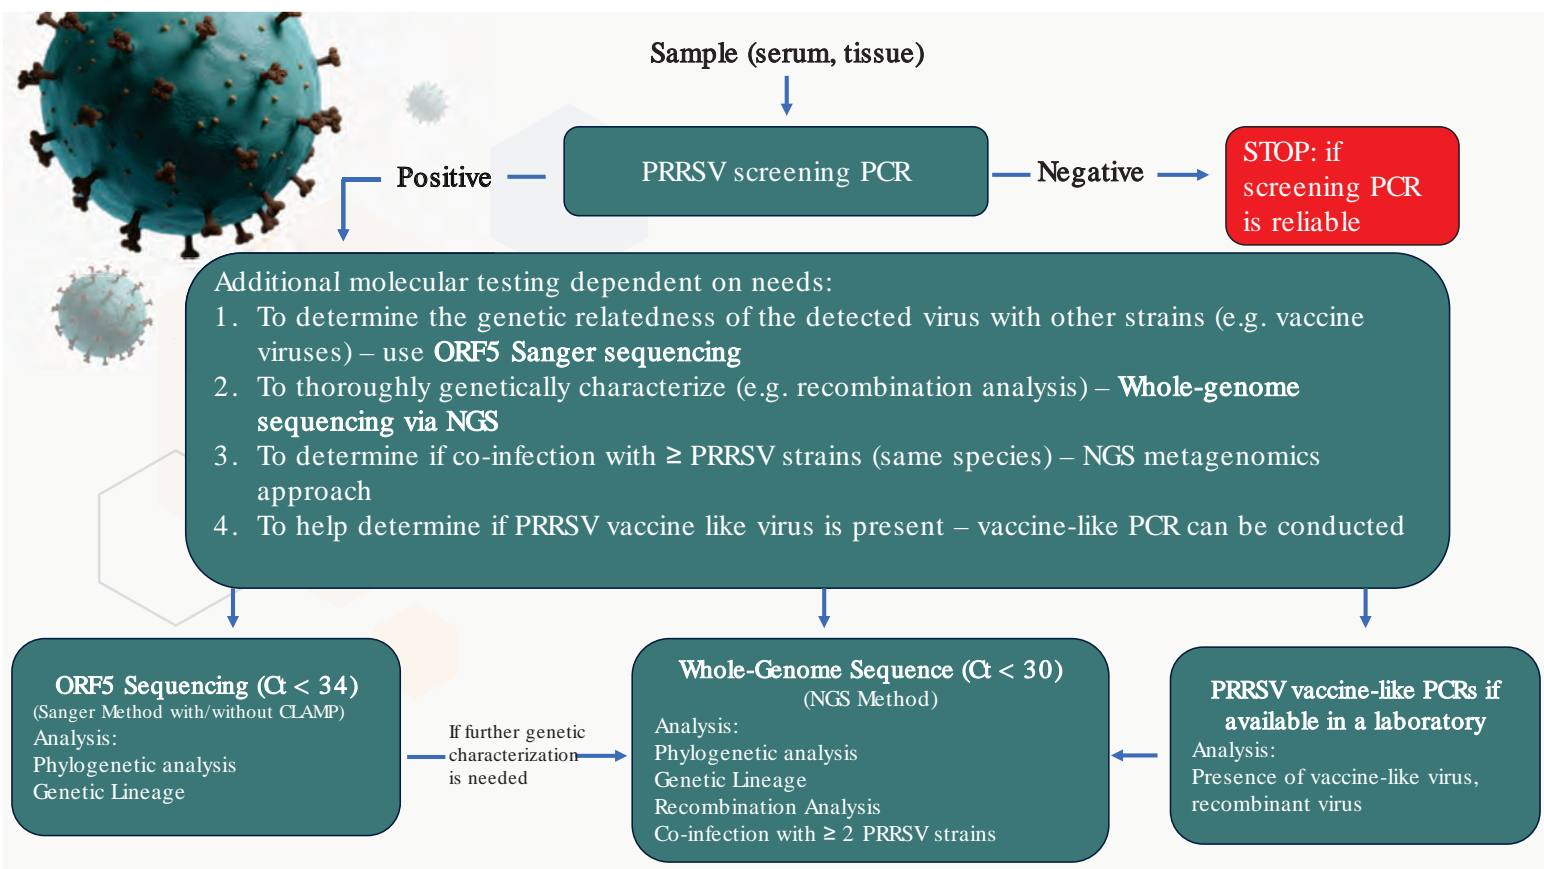 Sample (serum, tissue)
Positive
PRRSV screening PCR
Negative
STOP: if
screening PCR
is reliable
Additional molecular testing dependent on needs:
1. To determine the genetic relatedness of the detected virus with other strains (e.g. vaccine
viruses) – use ORF5 Sanger sequencing
2. To thoroughly genetically characterize (e.g. recombination analysis) – Whole-genome
sequencing via NGS
3. To determine if co-infection with ≥ PRRSV strains (same species) – NGS metagenomics
approach
4. To help determine if PRRSV vaccine like virus is present – vaccine-like PCR can be conducted
ORF5 Sequencing (Ct < 34)
(Sanger Method with/without CLAMP)
Analysis:
Phylogenetic analysis
Genetic Lineage
If further genetic
characterization
is needed
Whole-Genome Sequence (Ct < 30)
(NGS Method)
Analysis:
Phylogenetic analysis
Genetic Lineage
Recombination Analysis
Co-infection with ≥ 2 PRRSV strains
PRRSV vaccine-like PCRs if
available in a laboratory
Analysis:
Presence of vaccine-like virus,
recombinant virus